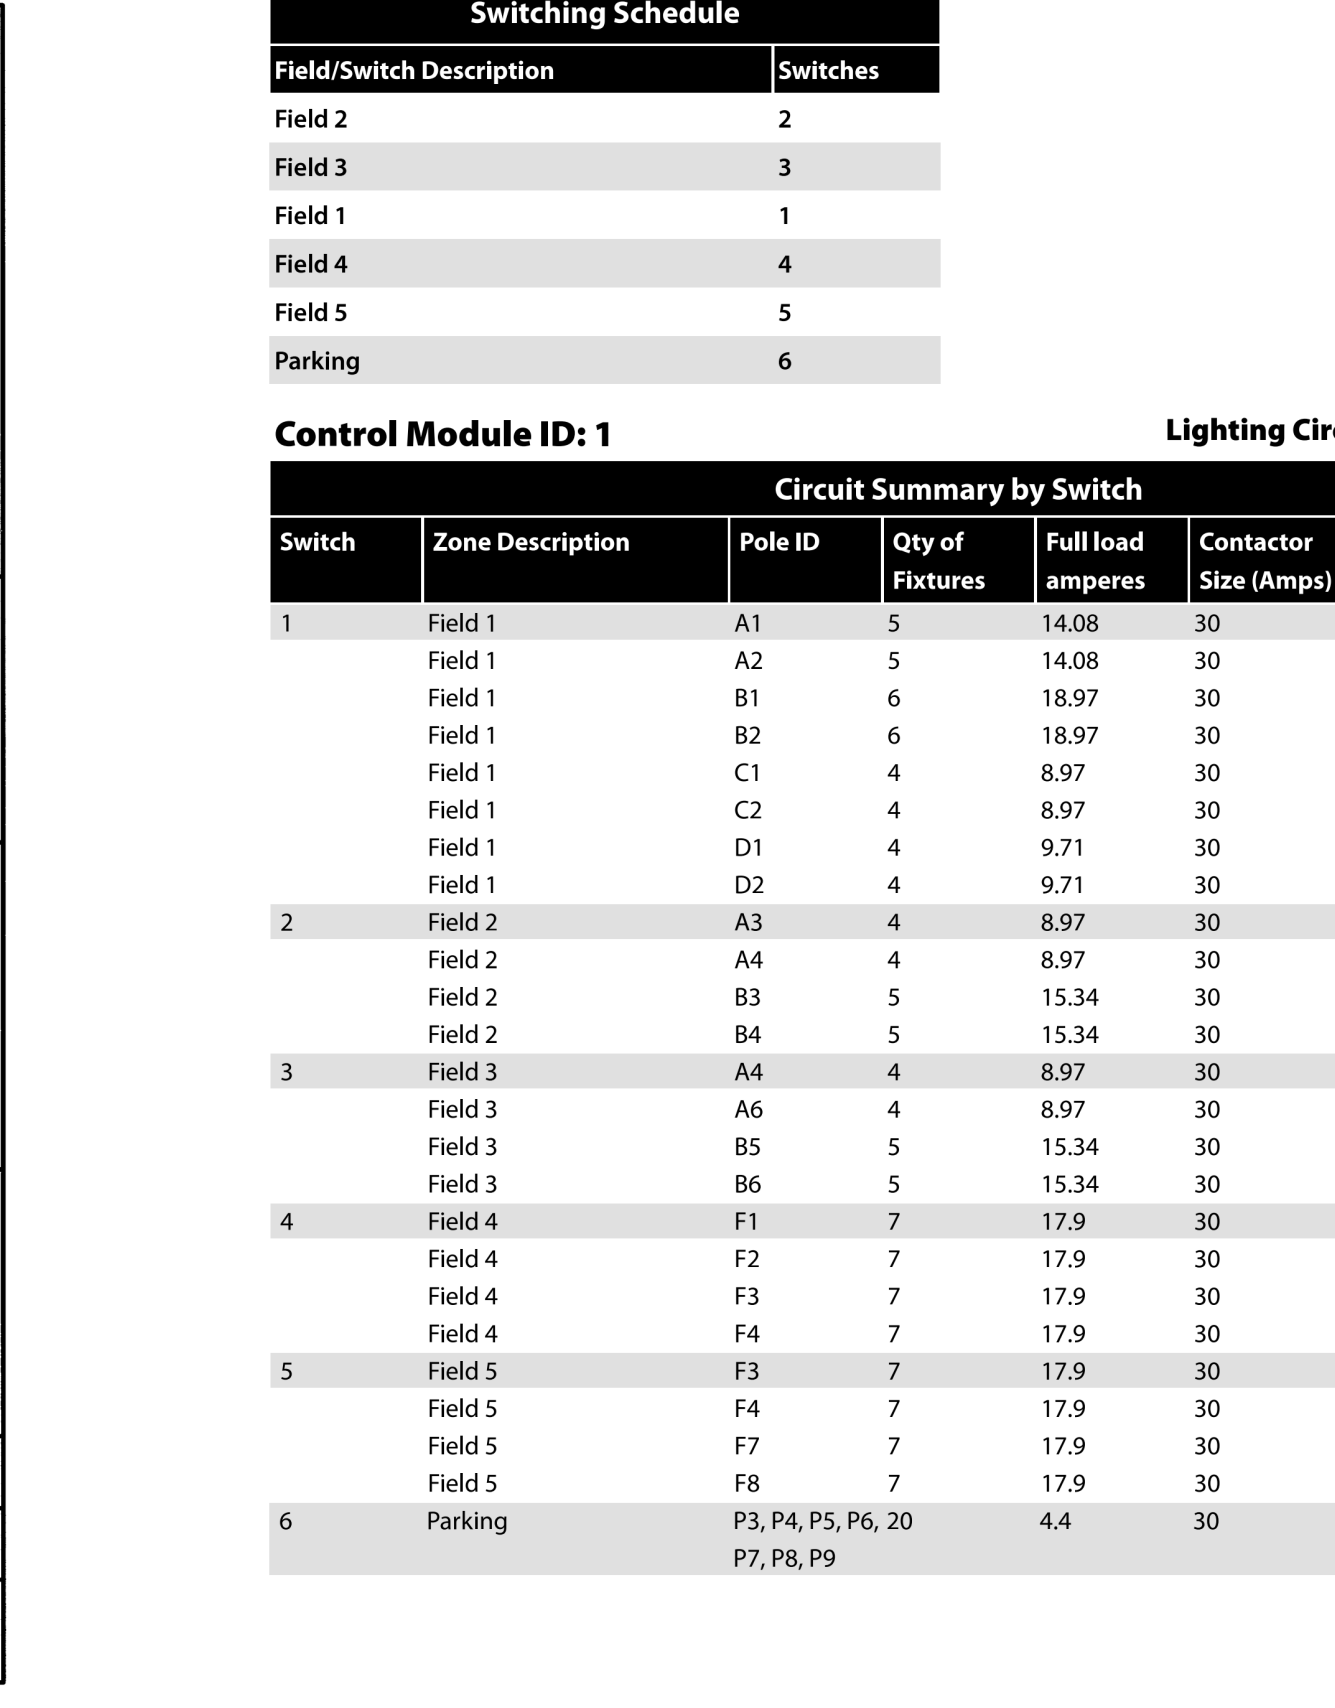 Switching Schedule
Field/Switch Description Switches
Field 2 2
Field 3 3
Field 1 1
Field 4 4
Field 5 5
Parking 6
Control Module ID: 1 Lighting Cir
Circuit Summary by Switch
Switch Zone Description Pole ID Qty of Full load Contactor
Fixtures amperes Size (Amps)
1 Field 1 A1 5 14.08 30
Field 1 A2 5 14.08 30
Field 1 B1 6 18.97 30
Field 1 B2 6 18.97 30
Field 1 C1 4 8.97 30
Field 1 C2 4 8.97 30
Field 1 D1 4 9.71 30
Field 1 D2 4 9.71 30
2 Field 2 A3 4 8.97 30
Field 2 A4 4 8.97 30
Field 2 B3 5 15.34 30
Field 2 B4 5 15.34 30
3 Field 3 A4 4 8.97 30
Field 3 A6 4 8.97 30
Field 3 B5 5 15.34 30
Field 3 B6 5 15.34 30
4 Field 4 F1 7 17.9 30
Field 4 F2 7 17.9 30
Field 4 F3 7 17.9 30
Field 4 F4 7 17.9 30
5 Field 5 F3 7 17.9 30
Field 5 F4 7 17.9 30
Field 5 F7 7 17.9 30
Field 5 F8 7 17.9 30
6 Parking P3, P4, P5, P6, 20 4.4 30
P7, P8, P9